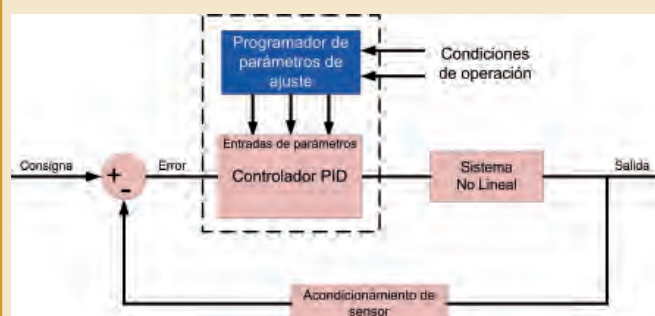 Programador de
parámetros de
ajuste
Condiciones
de operación
Entradas de parámetros
Controlador PID
Consigna
+
-
Error
Sistema
No Lineal
Salida
Acondicionamiento de
sensor